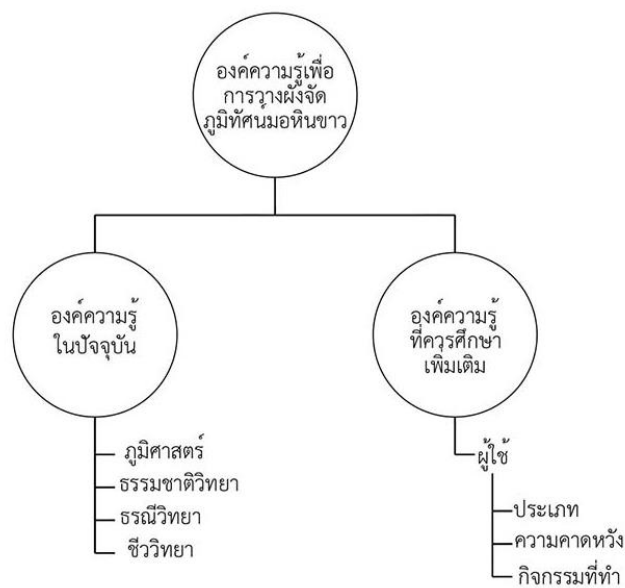 องค์ความรู้เพื่อ
การวางผังจัด
ภูมิทัศน์มอหินขาว
องค์ความรู้
ในปัจจุบัน
ภูมิศาสตร์
ธรรมชาติวิทยา
ธรณีวิทยา
ชีววิทยา
องค์ความรู้
ที่ควรศึกษา
เพิ่มเติม
ผู้ใช้
ประเภท
ความคาดหวัง
กิจกรรมที่ทำ